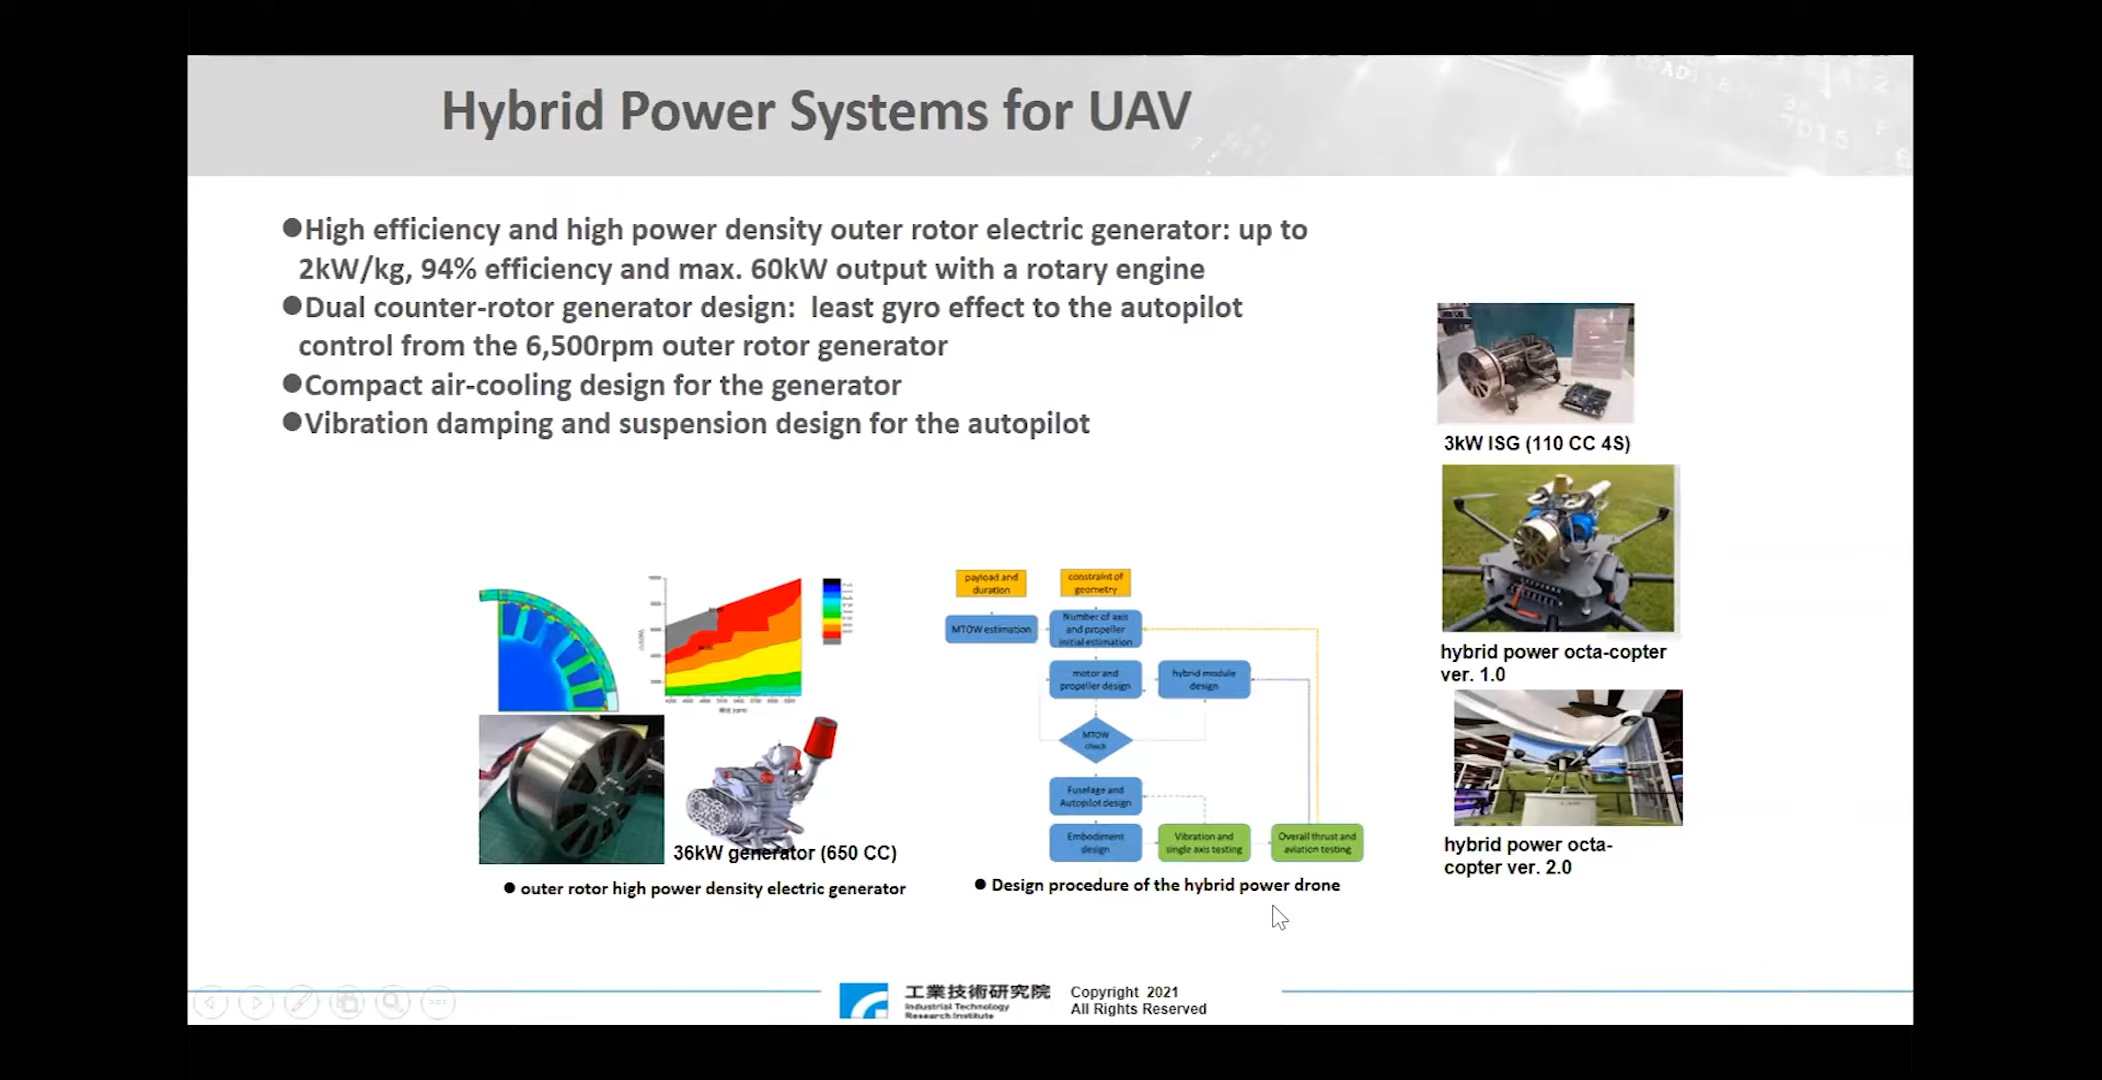 Hybrid Power Systems for UAV
●High efficiency and high power density outer rotor electric generator: up to
2kW/kg, 94% efficiency and max. 60kW output with a rotary engine
●Dual counter-rotor generator design: least gyro effect to the autopilot
control from the 6,500rpm outer rotor generator
●Compact air-cooling design for the generator
●Vibration damping and suspension design for the autopilot
3kW ISG (110 CC 4S)
hybrid power octa-copter
ver. 1.0
hybrid power octa-
copter ver. 2.0
36kW generator (650 CC)
● outer rotor high power density electric generator
payload and
duration
constraint of
geometry
MTOW estimation
Number of axis
and propeller
initial estimation
motor and
propeller design
hybrid module
design
MTOW
check
Fuselage and
Autopilot design
Embodiment
design
Vibration and
single axis testing
Overall thrust and
aviation testing
● Design procedure of the hybrid power drone
工業技術研究院
Industrial Technology
Research Institute
Copyright 2021
All Rights Reserved